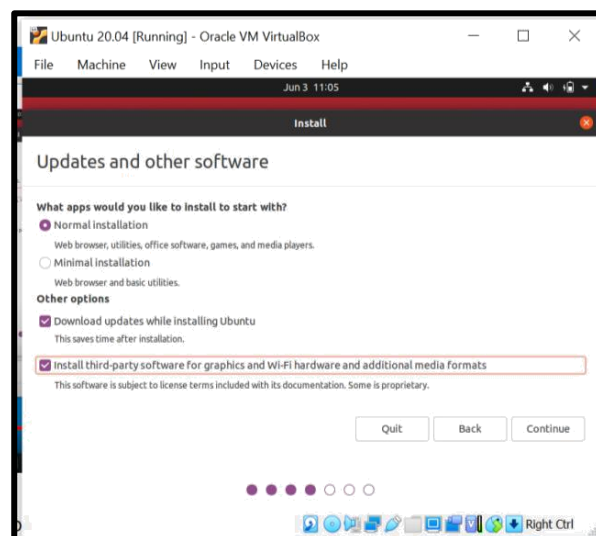 Ubuntu 20.04 [Running] - Oracle VM VirtualBox
File Machine View Input Devices Help
Jun 3 11:05
Install
Updates and other software
What apps would you like to install to start with?
Normal installation
Web browser, utilities, office software, games, and media players.
Minimal installation
Web browser and basic utilities.
Other options
Download updates while installing Ubuntu
This saves time after installation.
Install third-party software for graphics and Wi-Fi hardware and additional media formats
This software is subject to license terms included with its documentation. Some is proprietary.
Quit Back Continue
Right Ctrl